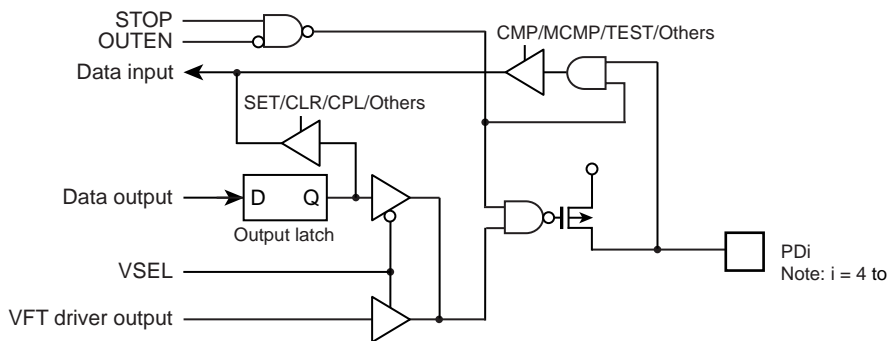 STOP
OUTEN
CMP/MCMP/TEST/Others
Data input
SET/CLR/CPL/Others
Data output
D Q
Output latch
VSEL
PDi
Note: i = 4 to
VFT driver output